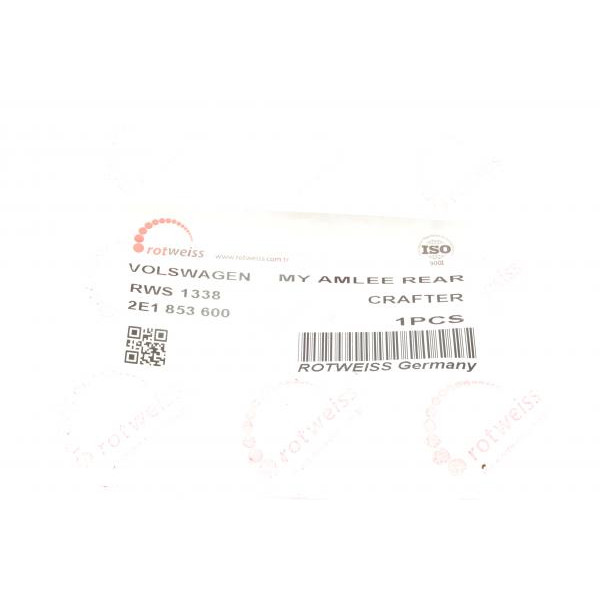 rotweiss
www.rotweiss.com.tr
ISO
9001
VOLSWAGEN MY AMLEE REAR
RWS 1338 CRAFTER
2E1 853 600 1PCS
ROTWEISS Germany
rotweiss
rotweiss
rotweiss